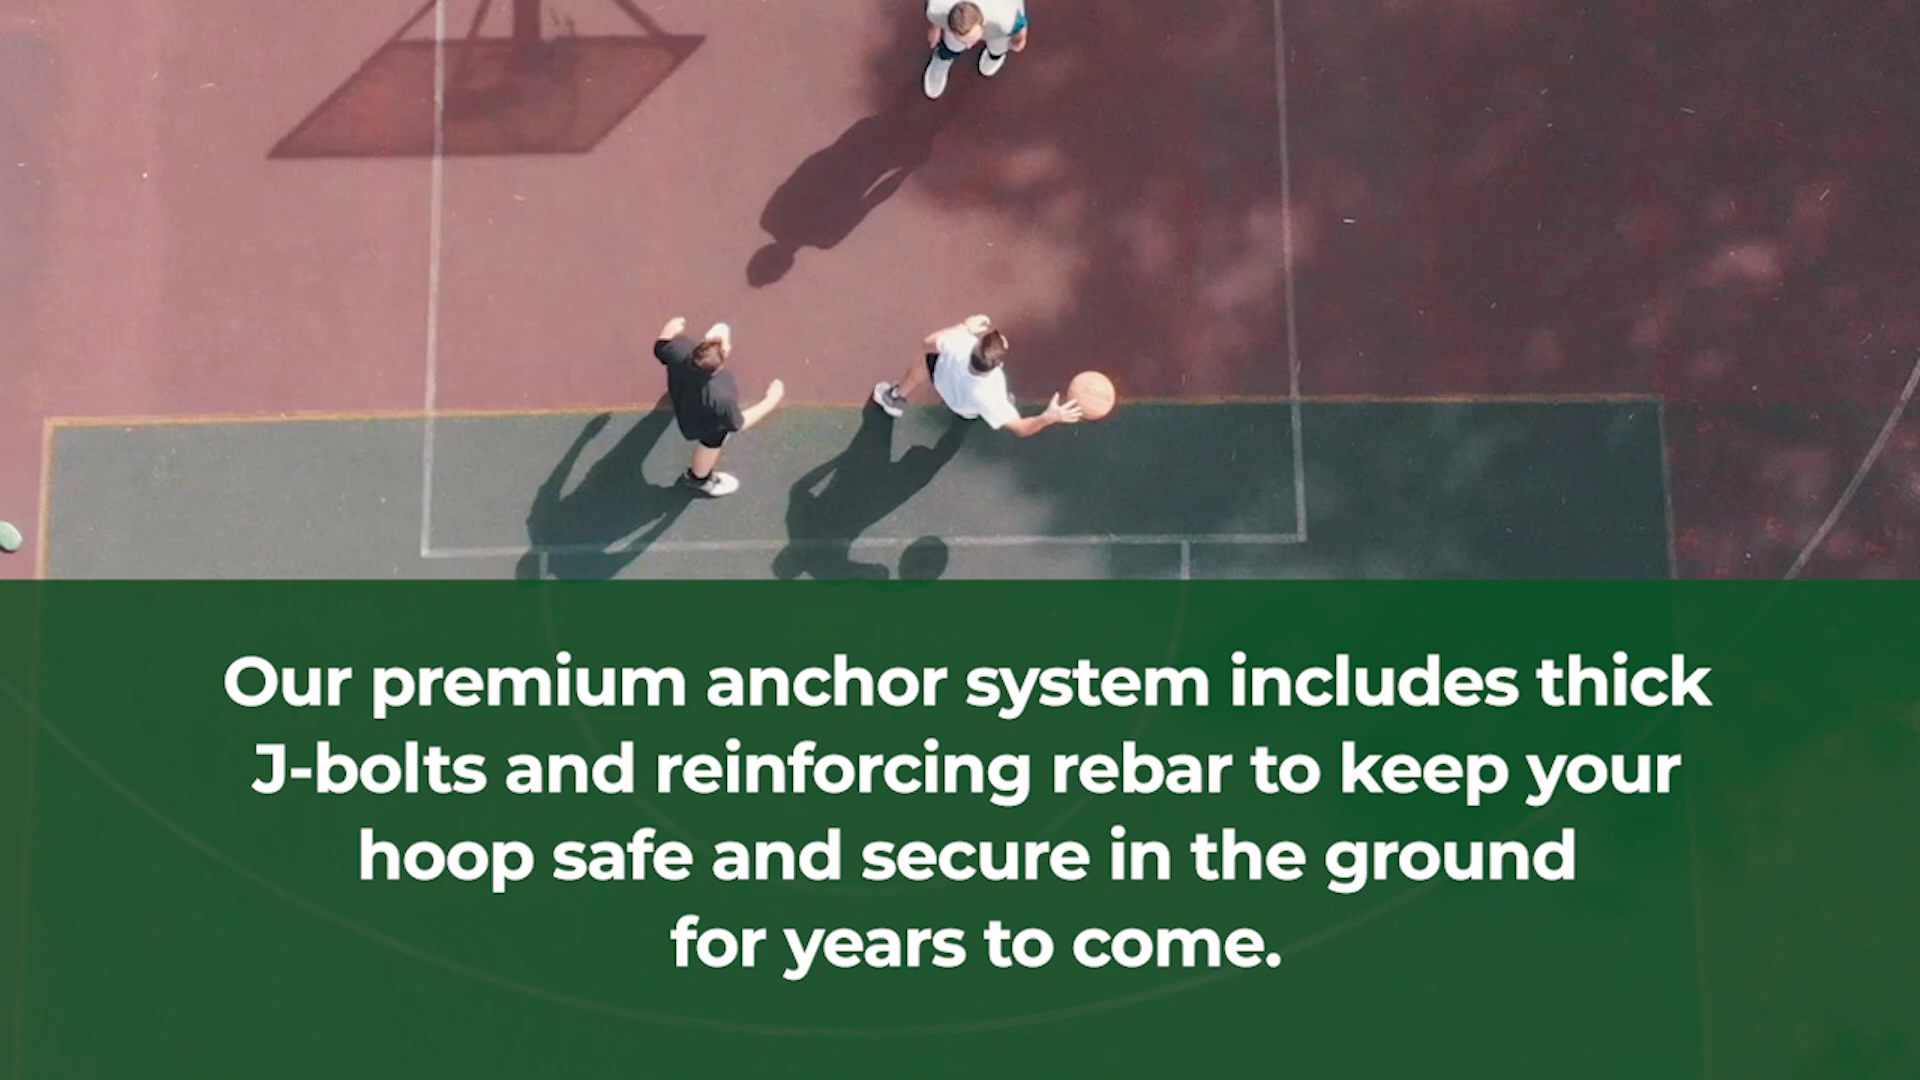 Our premium anchor system includes thick
J-bolts and reinforcing rebar to keep your
hoop safe and secure in the ground
for years to come.